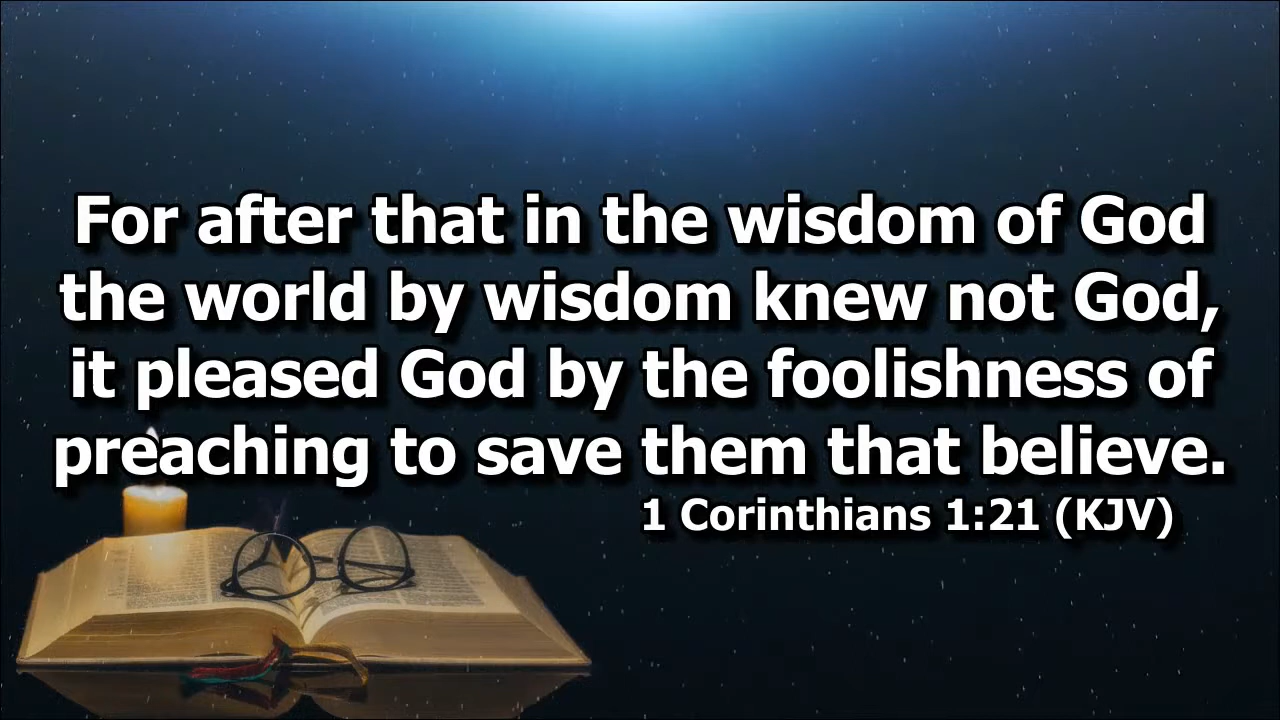 For after that in the wisdom of God
the world by wisdom knew not God,
it pleased God by the foolishness of
preaching to save them that believe.
1 Corinthians 1:21 (KJV)